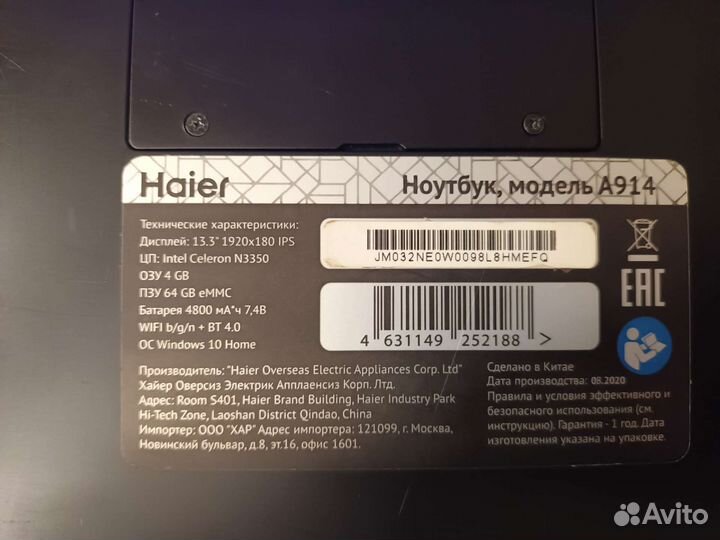 Haier
Ноутбук, модель A914
Технические характеристики:
Дисплей: 13.3" 1920x180 IPS
ЦП: Intel Celeron N3350
ОЗУ 4 GB
ПЗУ 64 GB eMMC
Батарея 4800 мА*ч 7,4В
WIFI b/g/n + BT 4.0
ОС Windows 10 Home
JM032NE0W0098L8HMEFQ
4 631149 252188 >
EAC
Производитель: "Haier Overseas Electric Appliances Corp. Ltd"
Хайер Оверсиз Электрик Апплаенсиз Корп. Лтд.
Адрес: Room S401, Haier Brand Building, Haier Industry Park
Hi-Tech Zone, Laoshan District Qindao, China
Импортер: ООО "ХАР" Адрес импортера: 121099, г. Москва,
Новинский бульвар, д.8, эт.16, офис 1601.
Сделано в Китае
Дата производства: 08.2020
Правила и условия эффективного и
безопасного использования (см.
инструкцию). Гарантия - 1 год. Дата
изготовления указана на упаковке.
Avito